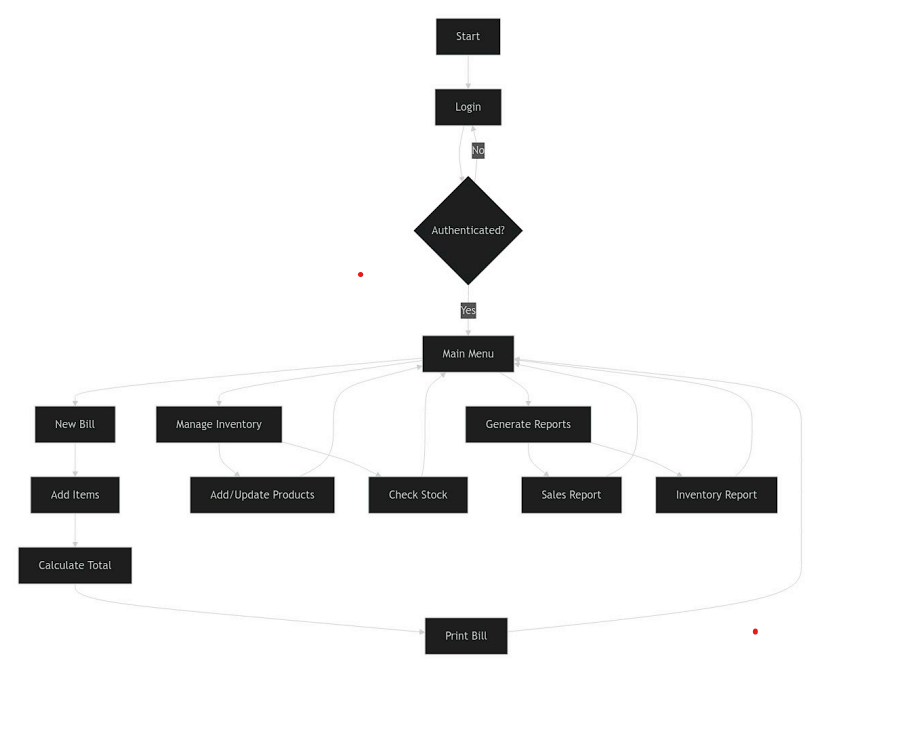 Start
Login
No
Authenticated?
Yes
Main Menu
New Bill
Manage Inventory
Generate Reports
Add Items
Add/Update Products
Check Stock
Sales Report
Inventory Report
Calculate Total
Print Bill